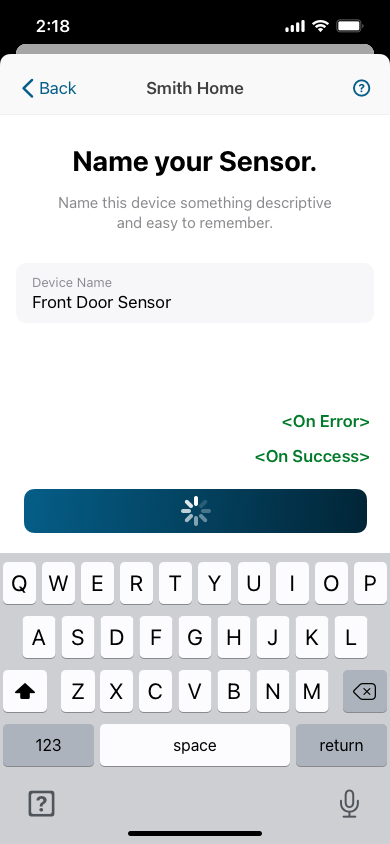 2:18
Back
Smith Home
Name your Sensor.
Name this device something descriptive
and easy to remember.
Device Name
Front Door Sensor
<On Error>
<On Success>
Q W E R T Y U I O P
A S D F G H J K L
Z X C V B N M
123 space return